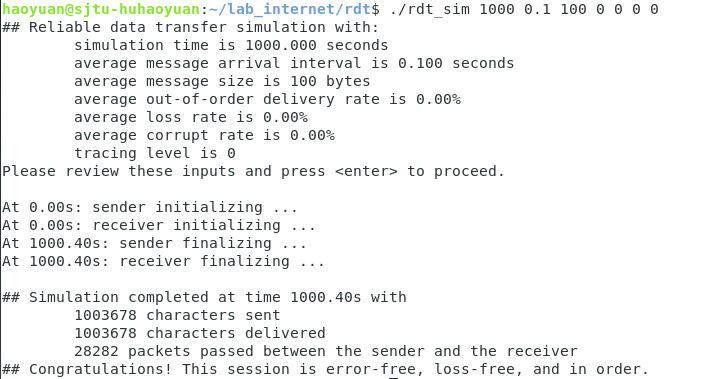 haoyuan@sjtu-huhaoyuan:~/lab_internet/rdt$ ./rdt_sim 1000 0.1 100 0 0 0 0
## Reliable data transfer simulation with:
simulation time is 1000.000 seconds
average message arrival interval is 0.100 seconds
average message size is 100 bytes
average out-of-order delivery rate is 0.00%
average loss rate is 0.00%
average corrupt rate is 0.00%
tracing level is 0
Please review these inputs and press <enter> to proceed.
At 0.00s: sender initializing ...
At 0.00s: receiver initializing ...
At 1000.40s: sender finalizing ...
At 1000.40s: receiver finalizing ...
## Simulation completed at time 1000.40s with
1003678 characters sent
1003678 characters delivered
28282 packets passed between the sender and the receiver
## Congratulations! This session is error-free, loss-free, and in order.